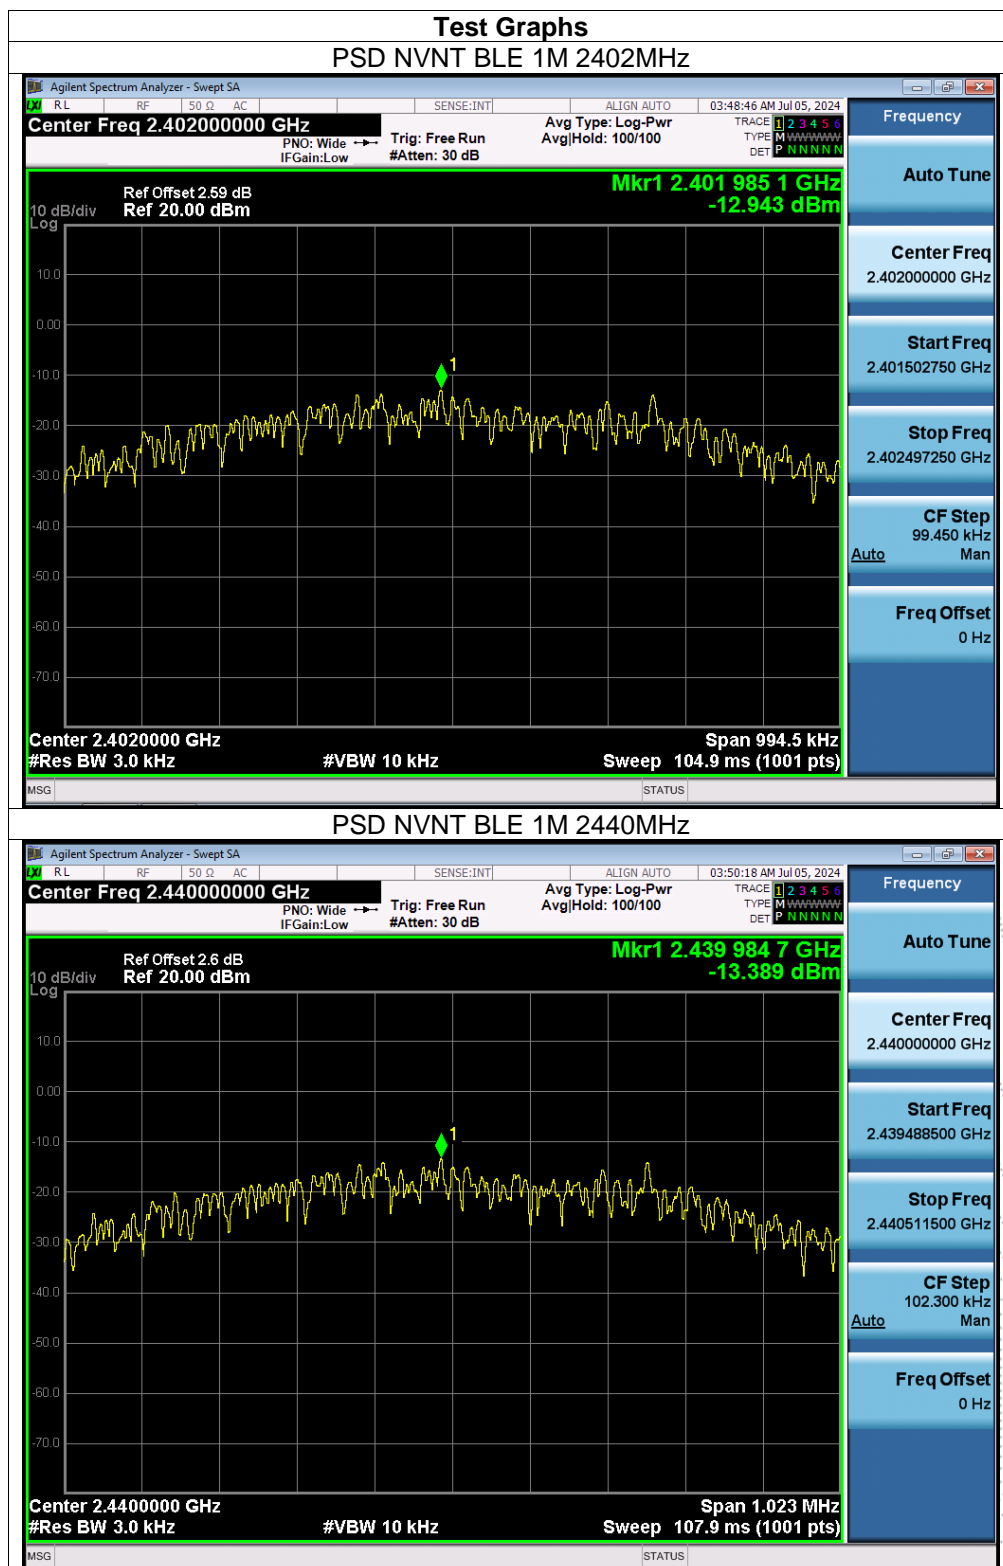 Test Graphs
PSD NVNT BLE 1M 2402MHz
Agilent Spectrum Analyzer - Swept SA
LXI RL RF 50 Ω AC SENSE:INT ALIGN AUTO 03:48:46 AM Jul 05, 2024
Center Freq 2.402000000 GHz
PNO: Wide
IFGain:Low
Trig: Free Run
#Atten: 30 dB
Avg Type: Log-Pwr
Avg|Hold: 100/100
TRACE 1 2 3 4 5 6
TYPE M WWWWW
DET P N N N N N
Frequency
Auto Tune
Center Freq
2.402000000 GHz
Start Freq
2.401502750 GHz
Stop Freq
2.402497250 GHz
CF Step
99.450 kHz
Auto Man
Freq Offset
0 Hz
Mkr1 2.401 985 1 GHz
-12.943 dBm
Ref Offset 2.59 dB
10 dB/div Ref 20.00 dBm
Log
1
10.0
0.00
-10.0
-20.0
-30.0
-40.0
-50.0
-60.0
-70.0
Center 2.4020000 GHz Span 994.5 kHz
#Res BW 3.0 kHz #VBW 10 kHz Sweep 104.9 ms (1001 pts)
MSG STATUS
PSD NVNT BLE 1M 2440MHz
Agilent Spectrum Analyzer - Swept SA
LXI RL RF 50 Ω AC SENSE:INT ALIGN AUTO 03:50:18 AM Jul 05, 2024
Center Freq 2.440000000 GHz
PNO: Wide
IFGain:Low
Trig: Free Run
#Atten: 30 dB
Avg Type: Log-Pwr
Avg|Hold: 100/100
TRACE 1 2 3 4 5 6
TYPE M WWWWW
DET P N N N N N
Frequency
Auto Tune
Center Freq
2.440000000 GHz
Start Freq
2.439488500 GHz
Stop Freq
2.440511500 GHz
CF Step
102.300 kHz
Auto Man
Freq Offset
0 Hz
Mkr1 2.439 984 7 GHz
-13.389 dBm
Ref Offset 2.6 dB
10 dB/div Ref 20.00 dBm
Log
1
10.0
0.00
-10.0
-20.0
-30.0
-40.0
-50.0
-60.0
-70.0
Center 2.4400000 GHz Span 1.023 MHz
#Res BW 3.0 kHz #VBW 10 kHz Sweep 107.9 ms (1001 pts)
MSG STATUS